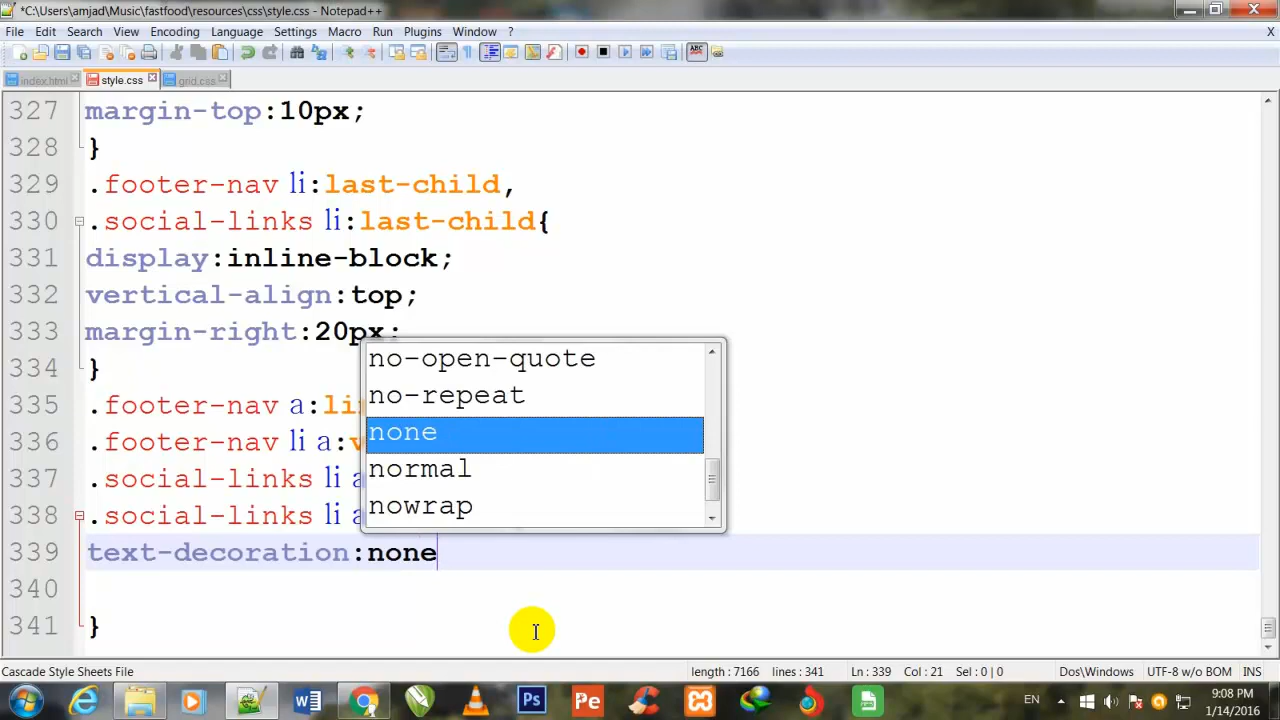 *C:\Users\amjad\Music\fastfood\resources\css\style.css - Notepad++
File Edit Search View Encoding Language Settings Macro Run Plugins Window ? X
index.html style.css grid.css
327 margin-top:10px;
328 }
329 .footer-nav li:last-child,
330 .social-links li:last-child{
331 display:inline-block;
332 vertical-align:top;
333 margin-right:20px;
334 }
335 .footer-nav a:li
336 .footer-nav li a:
337 .social-links li a
338 .social-links li a
339 text-decoration:none
340
341 }
no-open-quote
no-repeat
none
normal
nowrap
Cascade Style Sheets File length : 7166 lines : 341 Ln : 339 Col : 21 Sel : 0 | 0 Dos\Windows UTF-8 w/o BOM INS
W Ps Pe EN 9:08 PM
1/14/2016